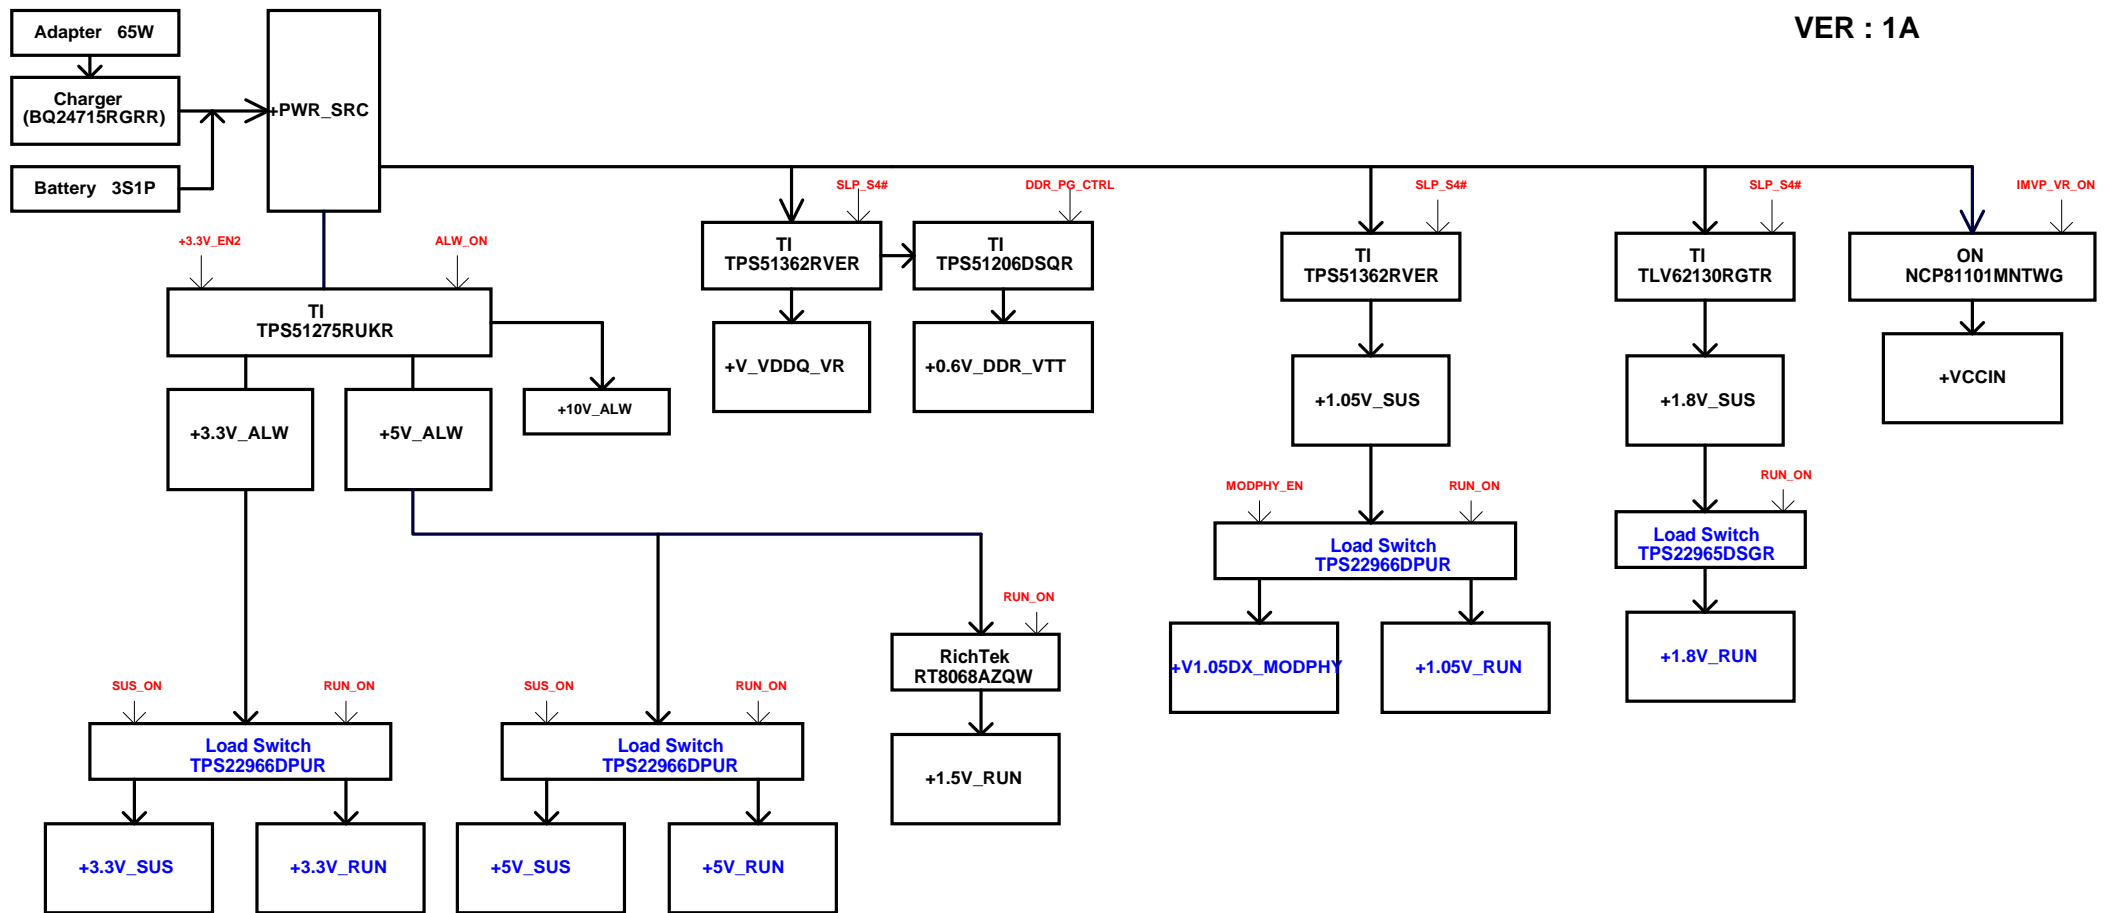 VER : 1A
Adapter 65W
Charger
(BQ24715RGRR)
+PWR_SRC
Battery 3S1P
SLP_S4#
DDR_PG_CTRL
SLP_S4#
SLP_S4#
IMVP_VR_ON
+3.3V_EN2
ALW_ON
TI
TPS51362RVER
TI
TPS51206DSQR
TI
TPS51362RVER
TI
TLV62130RGTR
ON
NCP81101MNTWG
TI
TPS51275RUKR
+V_VDDQ_VR
+0.6V_DDR_VTT
+1.05V_SUS
+1.8V_SUS
+VCCIN
+3.3V_ALW
+5V_ALW
+10V_ALW
MODPHY_EN
RUN_ON
RUN_ON
Load Switch
TPS22966DPUR
Load Switch
TPS22965DSGR
RUN_ON
RichTek
RT8068AZQW
+V1.05DX_MODPHY
+1.05V_RUN
+1.8V_RUN
SUS_ON
RUN_ON
SUS_ON
RUN_ON
Load Switch
TPS22966DPUR
Load Switch
TPS22966DPUR
+1.5V_RUN
+3.3V_SUS
+3.3V_RUN
+5V_SUS
+5V_RUN